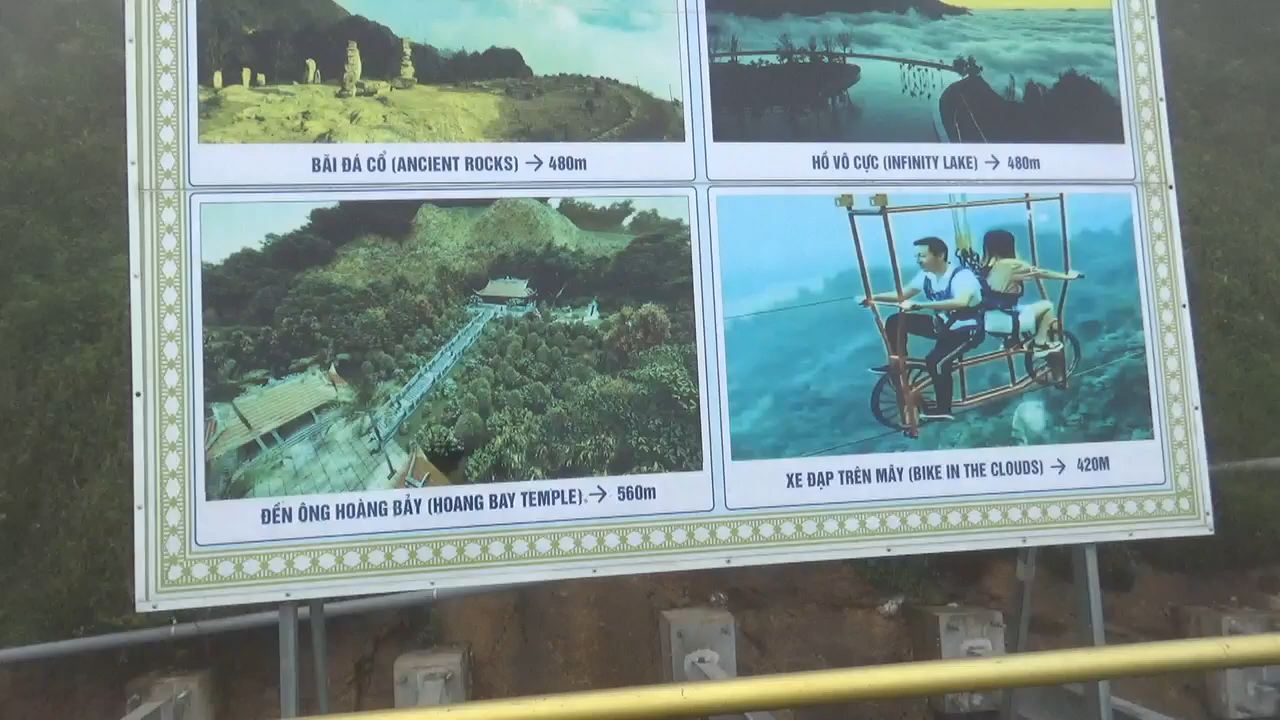 BÃI ĐÁ CỔ (ANCIENT ROCKS) → 480m
HỒ VÔ CỰC (INFINITY LAKE) → 480m
ĐỀN ÔNG HOÀNG BẢY (HOANG BAY TEMPLE). → 560m
XE ĐẠP TRÊN MÂY (BIKE IN THE CLOUDS) → 420M